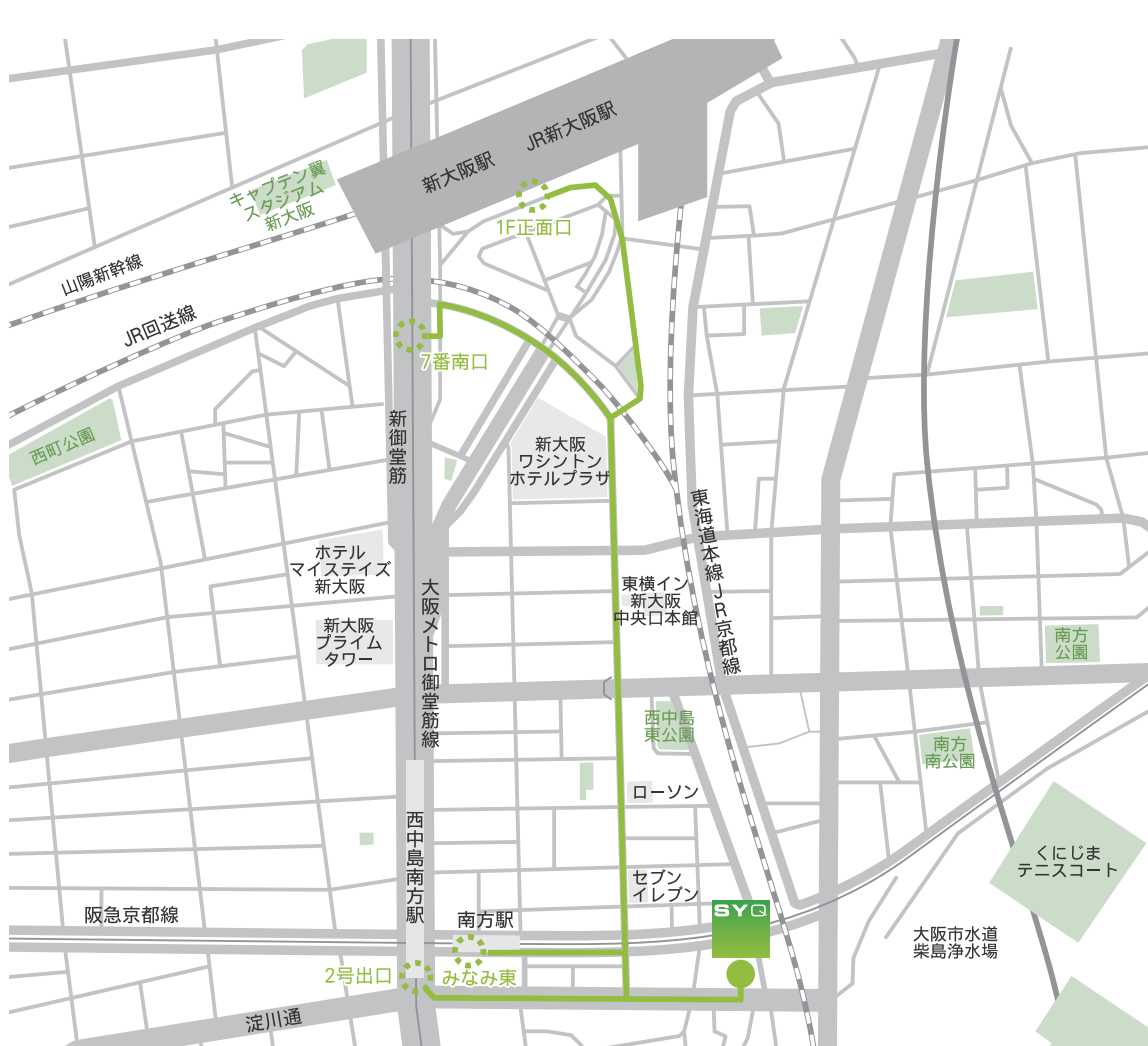 JR新大阪駅
新大阪駅
キャプテン翼
スタジアム
新大阪
1F正面口
山陽新幹線
JR回送線
7番南口
新御堂筋
西町公園
新大阪
ワシントン
ホテルプラザ
東海道本線JR京都線
ホテル
マイステイズ
新大阪
大阪メトロ御堂筋線
東横イン
新大阪
中央口本館
新大阪
プライム
タワー
南方
公園
西中島
東公園
南方
南公園
ローソン
西中島南方駅
くにじま
テニスコート
セブン
イレブン
阪急京都線
南方駅
SYQ
大阪市水道
柴島浄水場
2号出口
みなみ東
淀川通